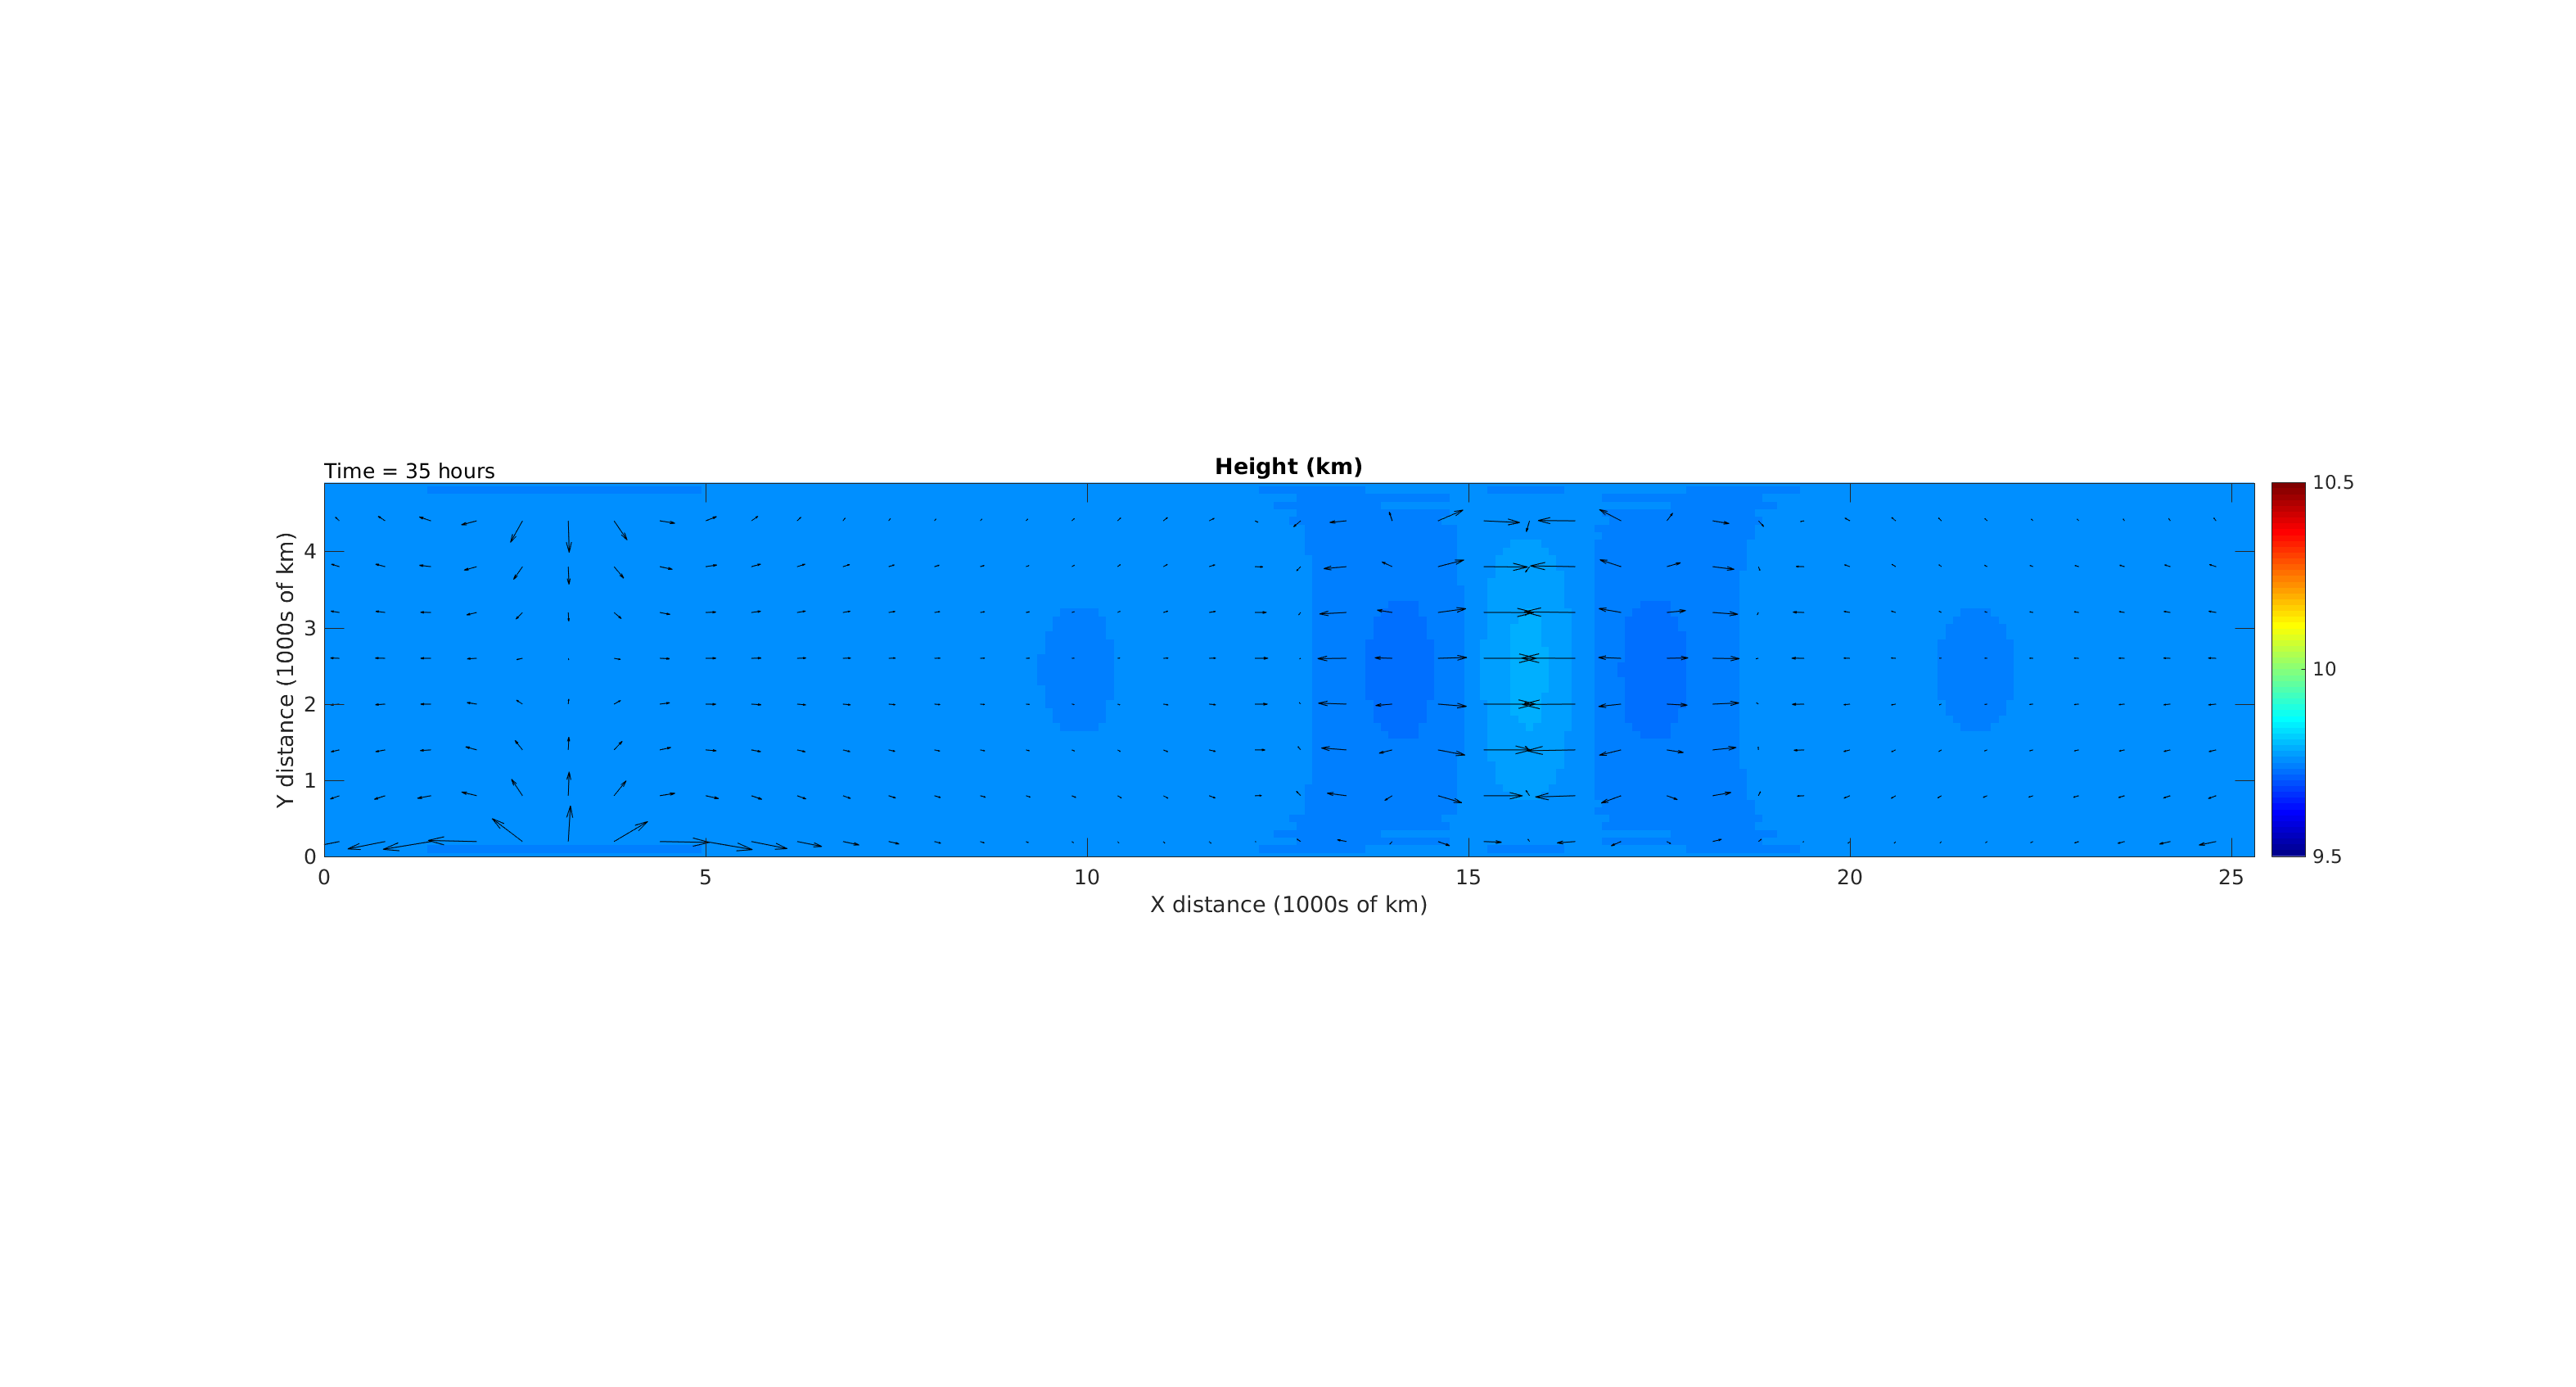 Time = 35 hours
Height (km)
Y distance (1000s of km)
4
3
2
1
0
0 5 10 15 20 25
X distance (1000s of km)
10.5
10
9.5